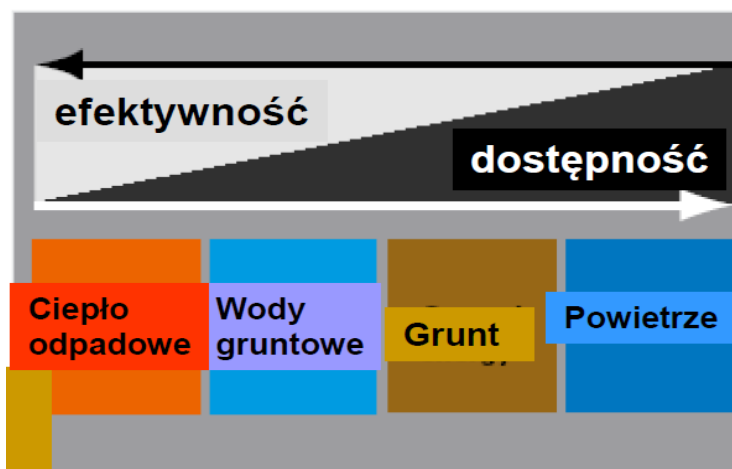 efektywność
dostępność
Ciepło
odpadowe
Wody
gruntowe
Grunt
Powietrze